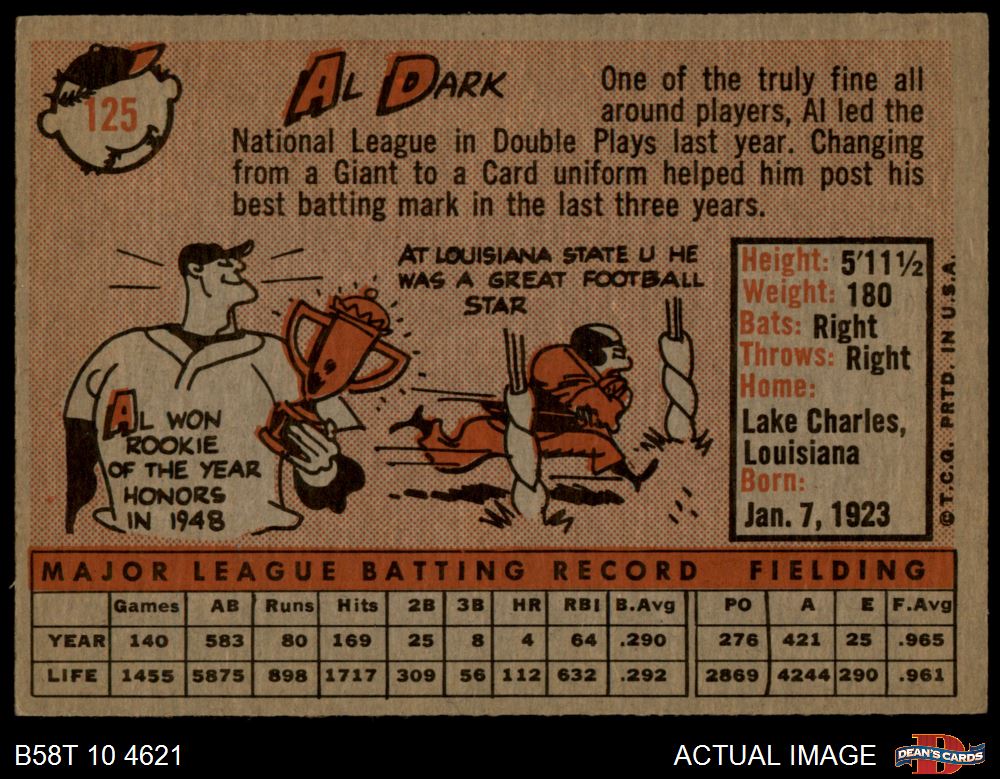 125
AL DARK
One of the truly fine all
around players, Al led the
National League in Double Plays last year. Changing
from a Giant to a Card uniform helped him post his
best batting mark in the last three years.
AT LOUISIANA STATE U HE
WAS A GREAT FOOTBALL
STAR
AL WON
ROOKIE
OF THE YEAR
HONORS
IN 1948
Height: 5'11½
Weight: 180
Bats: Right
Throws: Right
Home:
Lake Charles,
Louisiana
Born:
Jan. 7, 1923
© T.C.G. PRTD. IN U.S.A.
MAJOR LEAGUE BATTING RECORD FIELDING
Games AB Runs Hits 2B 3B HR RBI B.Avg PO A E F.Avg
YEAR 140 583 80 169 25 8 4 64 .290 276 421 25 .965
LIFE 1455 5875 898 1717 309 56 112 632 .292 2869 4244 290 .961
B58T 10 4621
ACTUAL IMAGE
D
DEAN'S CARDS